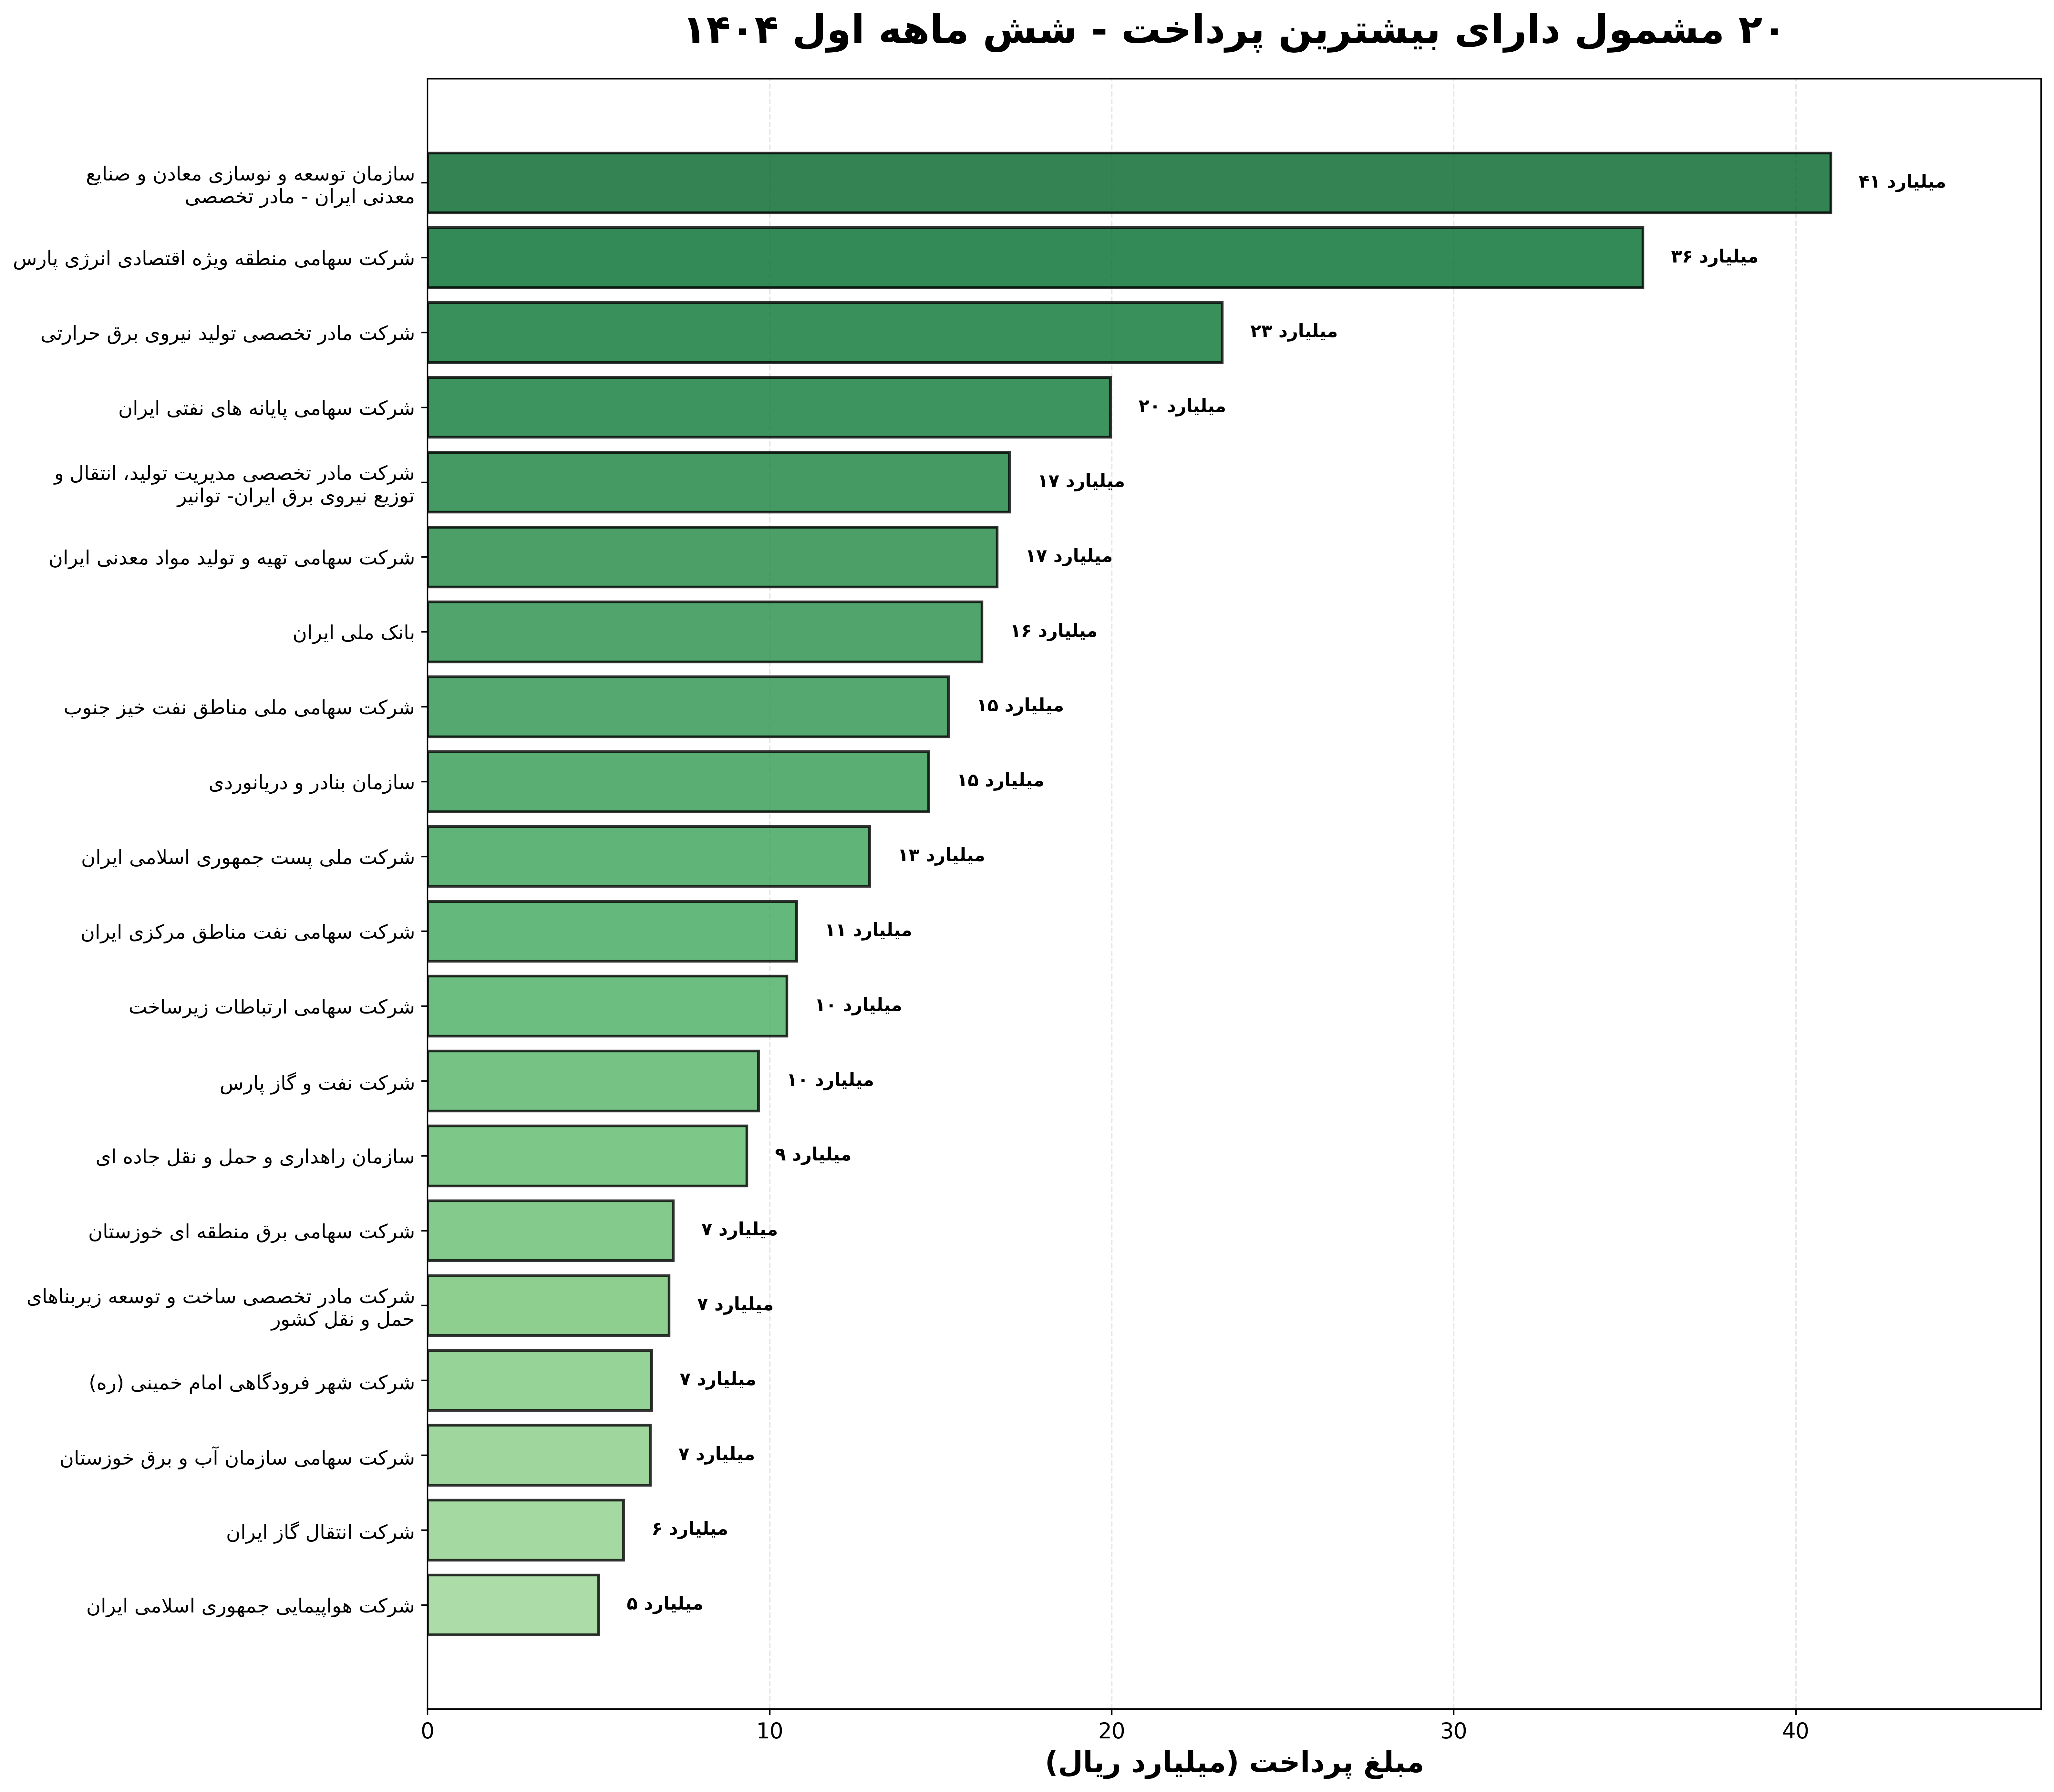 ۲۰ مشمول دارای بیشترین پرداخت - شش ماهه اول ۱۴۰۴
سازمان توسعه و نوسازی معادن و صنایع
معدنی ایران - مادر تخصصی
۴۱ میلیارد
شرکت سهامی منطقه ویژه اقتصادی انرژی پارس
۳۶ میلیارد
شرکت مادر تخصصی تولید نیروی برق حرارتی
۲۳ میلیارد
شرکت سهامی پایانه های نفتی ایران
۲۰ میلیارد
شرکت مادر تخصصی مدیریت تولید، انتقال و
توزیع نیروی برق ایران- توانیر
۱۷ میلیارد
شرکت سهامی تهیه و تولید مواد معدنی ایران
۱۷ میلیارد
بانک ملی ایران
۱۶ میلیارد
شرکت سهامی ملی مناطق نفت خیز جنوب
۱۵ میلیارد
سازمان بنادر و دریانوردی
۱۵ میلیارد
شرکت ملی پست جمهوری اسلامی ایران
۱۳ میلیارد
شرکت سهامی نفت مناطق مرکزی ایران
۱۱ میلیارد
شرکت سهامی ارتباطات زیرساخت
۱۰ میلیارد
شرکت نفت و گاز پارس
۱۰ میلیارد
سازمان راهداری و حمل و نقل جاده ای
۹ میلیارد
شرکت سهامی برق منطقه ای خوزستان
۷ میلیارد
شرکت مادر تخصصی ساخت و توسعه زیربناهای
حمل و نقل کشور
۷ میلیارد
شرکت شهر فرودگاهی امام خمینی (ره)
۷ میلیارد
شرکت سهامی سازمان آب و برق خوزستان
۷ میلیارد
شرکت انتقال گاز ایران
۶ میلیارد
شرکت هواپیمایی جمهوری اسلامی ایران
۵ میلیارد
0 10 20 30 40
مبلغ پرداخت (میلیارد ریال)